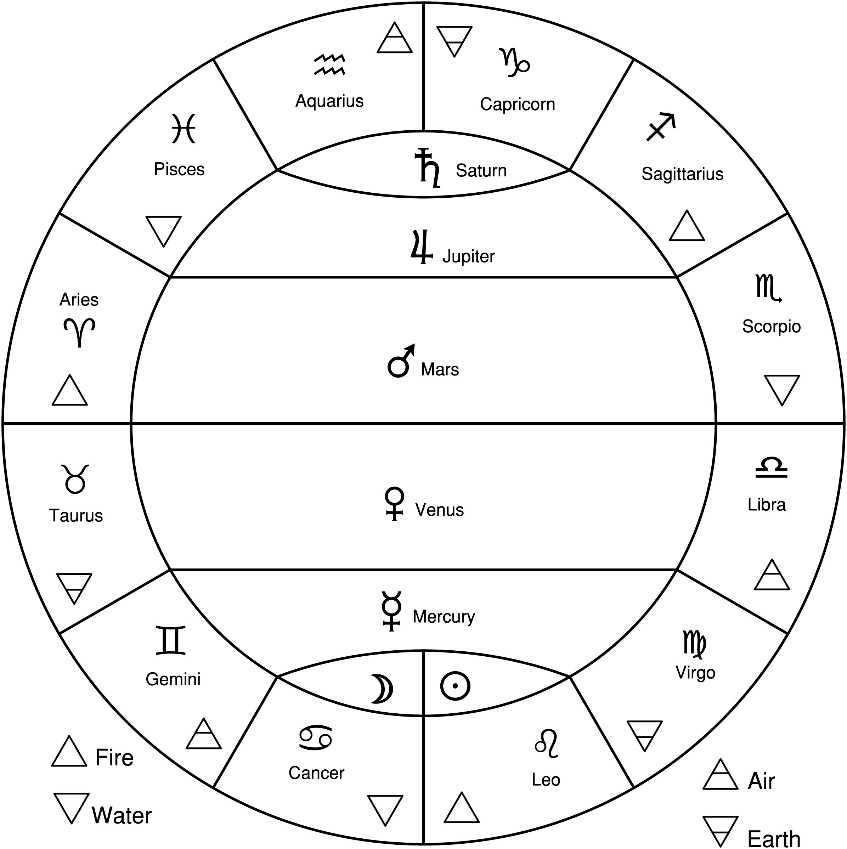 Aquarius
Capricorn
Pisces
Saturn
Sagittarius
Jupiter
Aries
Scorpio
Mars
Taurus
Venus
Libra
Mercury
Gemini
Virgo
Cancer
Leo
Fire
Water
Air
Earth